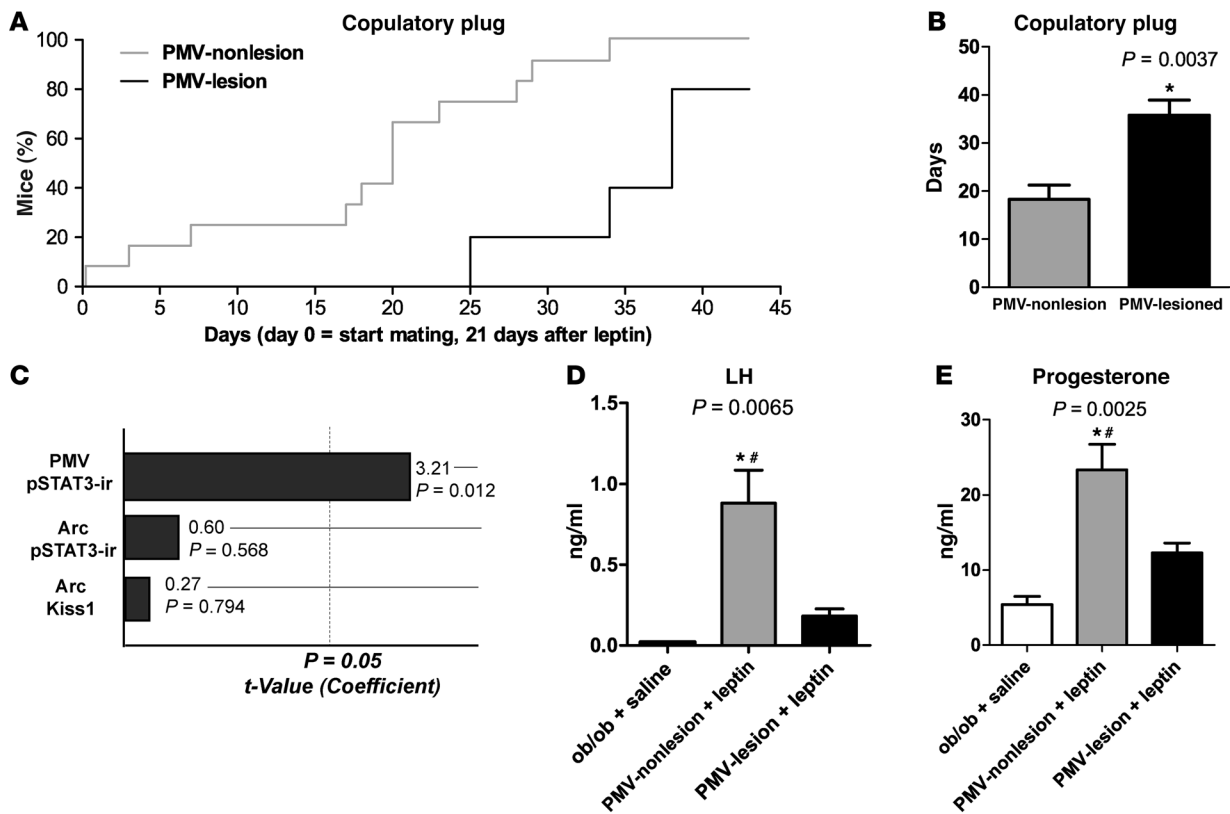 A
Copulatory plug
PMV-nonlesion
PMV-lesion
100
80
60
40
20
0
Mice (%)
0 5 10 15 20 25 30 35 40 45
Days (day 0 = start mating, 21 days after leptin)
B
Copulatory plug
P = 0.0037
*
50
40
30
20
10
0
Days
PMV-nonlesion PMV-lesioned
C
PMV
pSTAT3-ir
3.21
P = 0.012
Arc
pSTAT3-ir
0.60
P = 0.568
Arc
Kiss1
0.27
P = 0.794
P = 0.05
t-Value (Coefficient)
D
LH
P = 0.0065
* #
1.5
1.0
0.5
0.0
ng/ml
ob/ob + saline
PMV-nonlesion + leptin
PMV-lesion + leptin
E
Progesterone
P = 0.0025
* #
30
20
10
0
ng/ml
ob/ob + saline
PMV-nonlesion + leptin
PMV-lesion + leptin